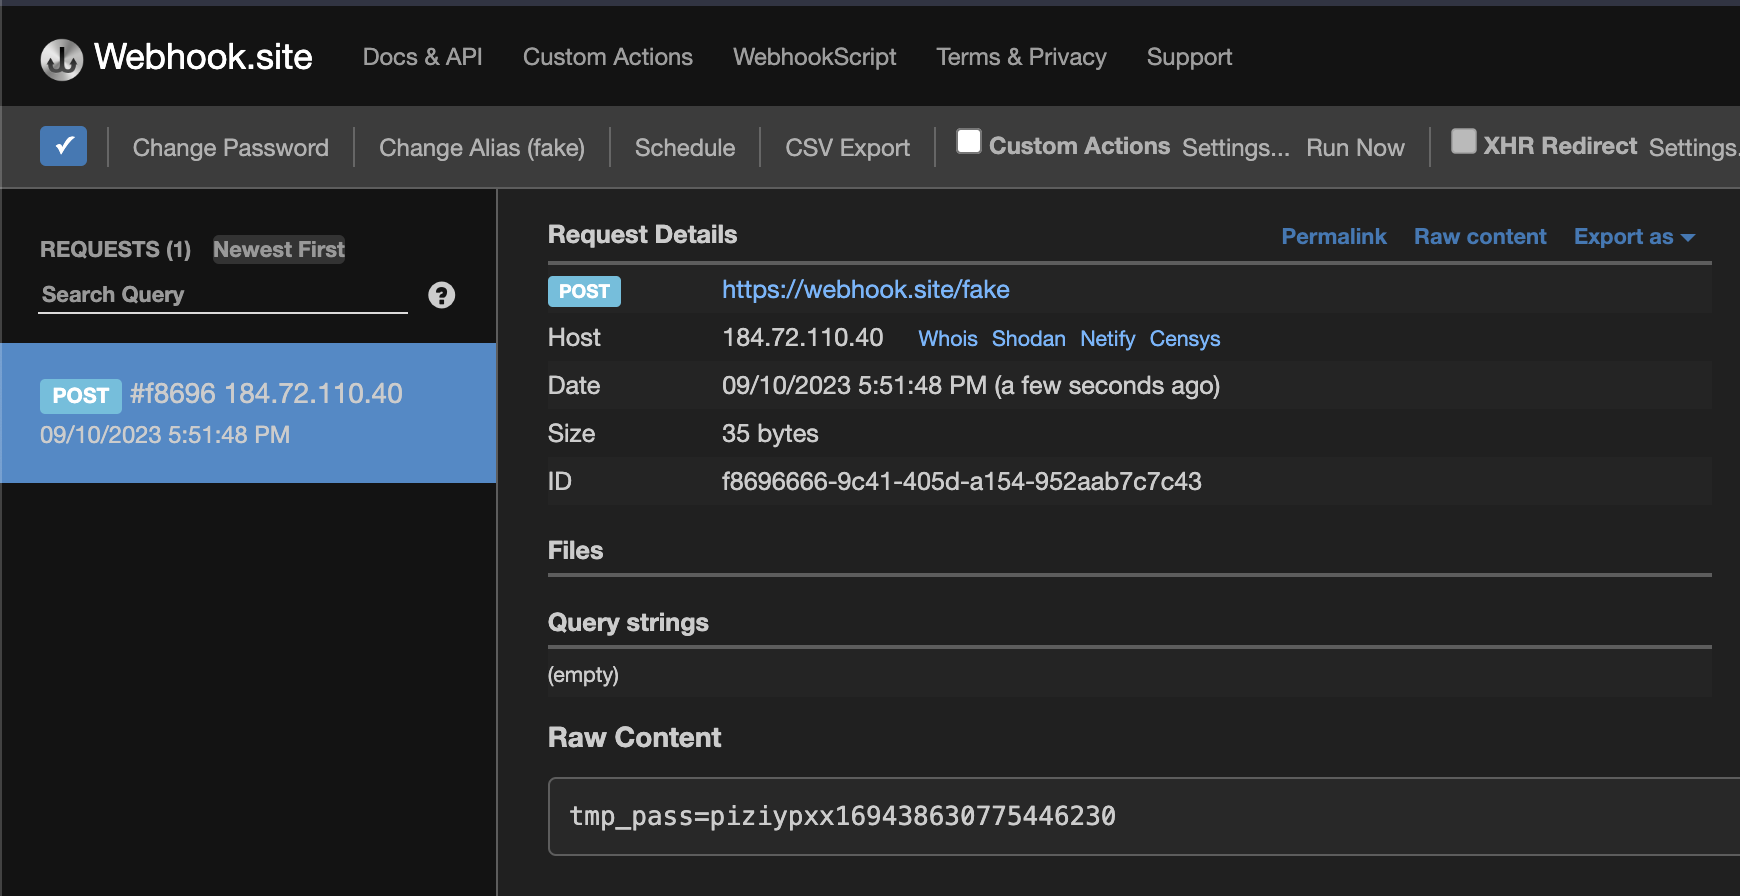 Webhook.site Docs & API Custom Actions WebhookScript Terms & Privacy Support
Change Password Change Alias (fake) Schedule CSV Export Custom Actions Settings... Run Now XHR Redirect Settings.
REQUESTS (1) Newest First
Search Query
POST #f8696 184.72.110.40
09/10/2023 5:51:48 PM
Request Details Permalink Raw content Export as
POST https://webhook.site/fake
Host 184.72.110.40 Whois Shodan Netify Censys
Date 09/10/2023 5:51:48 PM (a few seconds ago)
Size 35 bytes
ID f8696666-9c41-405d-a154-952aab7c7c43
Files
Query strings
(empty)
Raw Content
tmp_pass=piziypxx169438630775446230